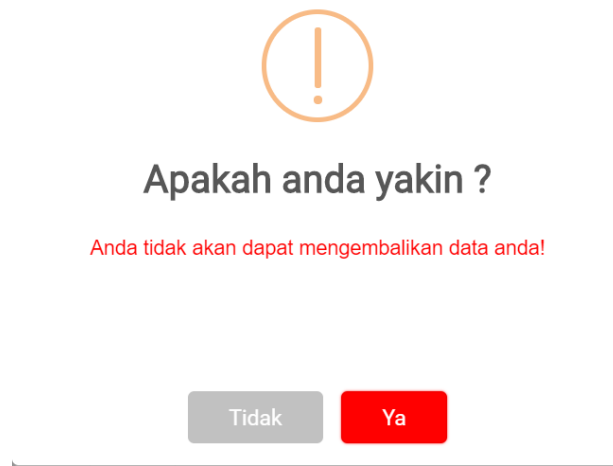 Apakah anda yakin ?
Anda tidak akan dapat mengembalikan data anda!
Tidak
Ya